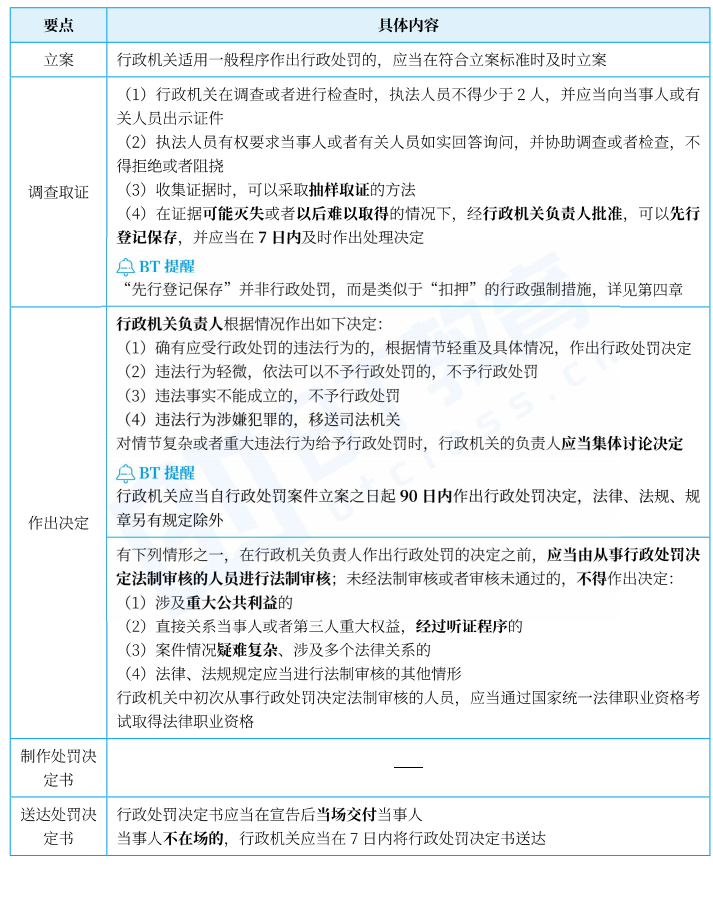 要点 具体内容
立案 行政机关适用一般程序作出行政处罚的，应当在符合立案标准时及时立案
调查取证
（1）行政机关在调查或者进行检查时，执法人员不得少于 2 人，并应当向当事人或有
关人员出示证件
（2）执法人员有权要求当事人或者有关人员如实回答询问，并协助调查或者检查，不
得拒绝或者阻挠
（3）收集证据时，可以采取抽样取证的方法
（4）在证据可能灭失或者以后难以取得的情况下，经行政机关负责人批准，可以先行
登记保存，并应当在 7 日内及时作出处理决定
BT 提醒
“先行登记保存”并非行政处罚，而是类似于“扣押”的行政强制措施，详见第四章
作出决定
行政机关负责人根据情况作出如下决定：
（1）确有应受行政处罚的违法行为的，根据情节轻重及具体情况，作出行政处罚决定
（2）违法行为轻微，依法可以不予行政处罚的，不予行政处罚
（3）违法事实不能成立的，不予行政处罚
（4）违法行为涉嫌犯罪的，移送司法机关
对情节复杂或者重大违法行为给予行政处罚时，行政机关的负责人应当集体讨论决定
BT 提醒
行政机关应当自行政处罚案件立案之日起 90 日内作出行政处罚决定，法律、法规、规
章另有规定除外
有下列情形之一，在行政机关负责人作出行政处罚的决定之前，应当由从事行政处罚决
定法制审核的人员进行法制审核；未经法制审核或者审核未通过的，不得作出决定：
（1）涉及重大公共利益的
（2）直接关系当事人或者第三人重大权益，经过听证程序的
（3）案件情况疑难复杂、涉及多个法律关系的
（4）法律、法规规定应当进行法制审核的其他情形
行政机关中初次从事行政处罚决定法制审核的人员，应当通过国家统一法律职业资格考
试取得法律职业资格
制作处罚决
定书
——
送达处罚决
定书
行政处罚决定书应当在宣告后当场交付当事人
当事人不在场的，行政机关应当在 7 日内将行政处罚决定书送达